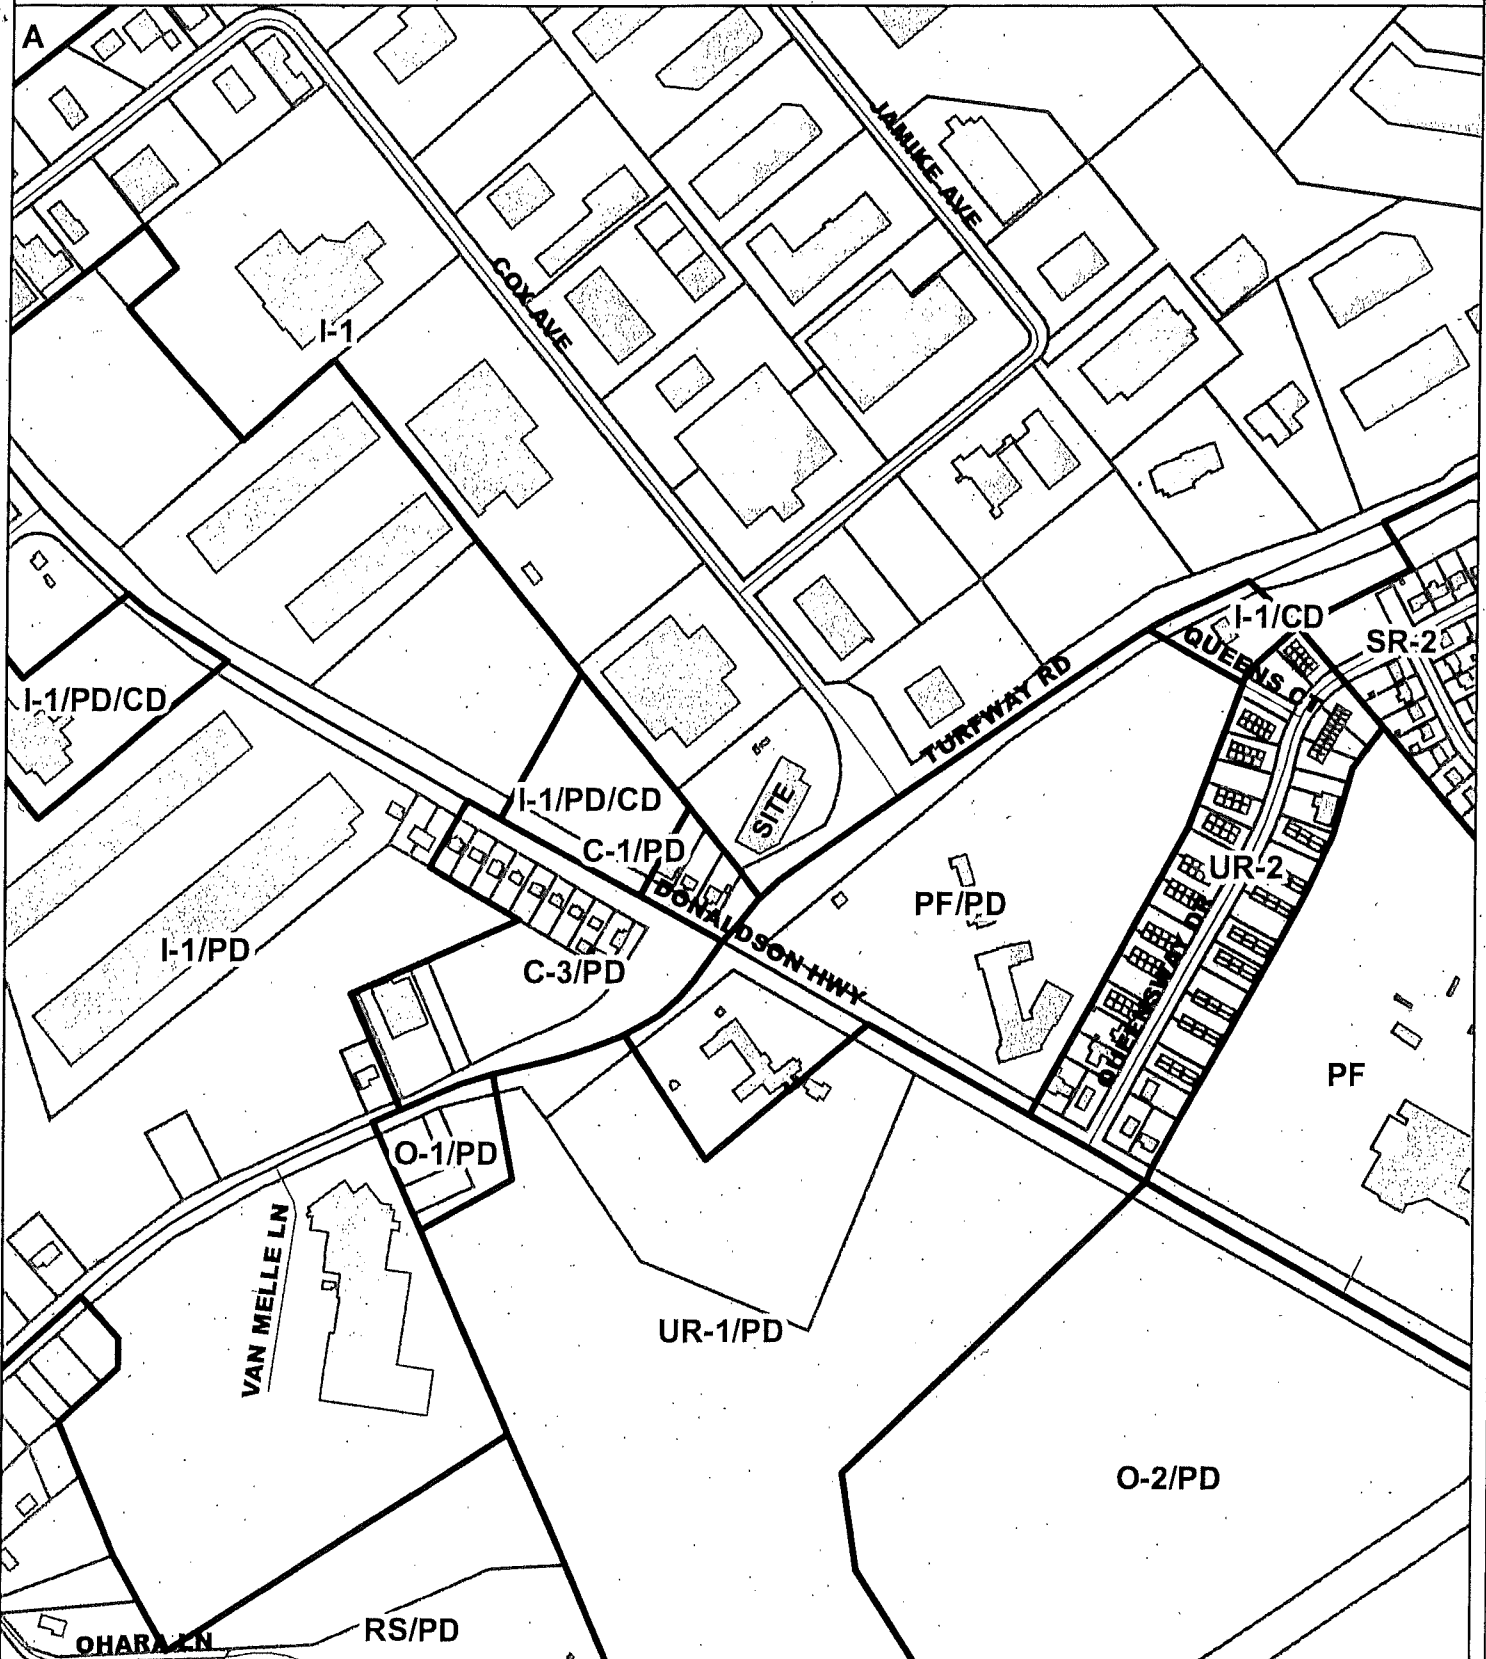 A
JAMIKE AVE
COX AVE
I-1
I-1/CD
QUEENS CT
SR-2
TURFWAY RD
I-1/PD/CD
I-1/PD/CD
SITE
C-1/PD
DONALDSON HWY
UR-2
PF/PD
QUEENSWAY DR
I-1/PD
C-3/PD
PF
O-1/PD
VAN MELLE LN
UR-1/PD
O-2/PD
RS/PD
OHARA LN